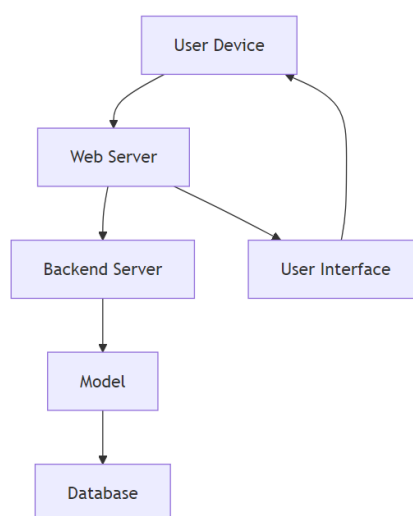 User Device
Web Server
Backend Server
User Interface
Model
Database